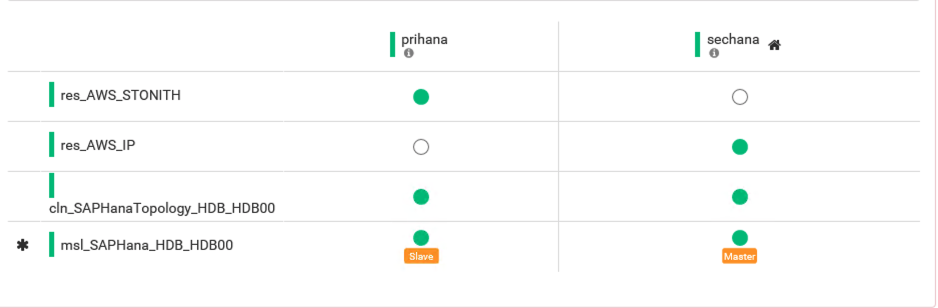 prihana
sechana
res_AWS_STONITH
res_AWS_IP
cln_SAPHanaTopology_HDB_HDB00
msl_SAPHana_HDB_HDB00
Slave
Master